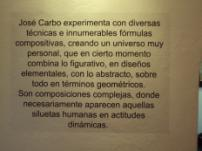 José Carbo experimenta con diversas
técnicas e innumerables fórmulas
compositivas, creando un universo muy
personal, que en cierto momento
combina lo figurativo, en diseños
elementales, con lo abstracto, sobre
todo en términos geométricos.
Son composiciones complejas, donde
necesariamente aparecen aquellas
siluetas humanas en actitudes
dinámicas.